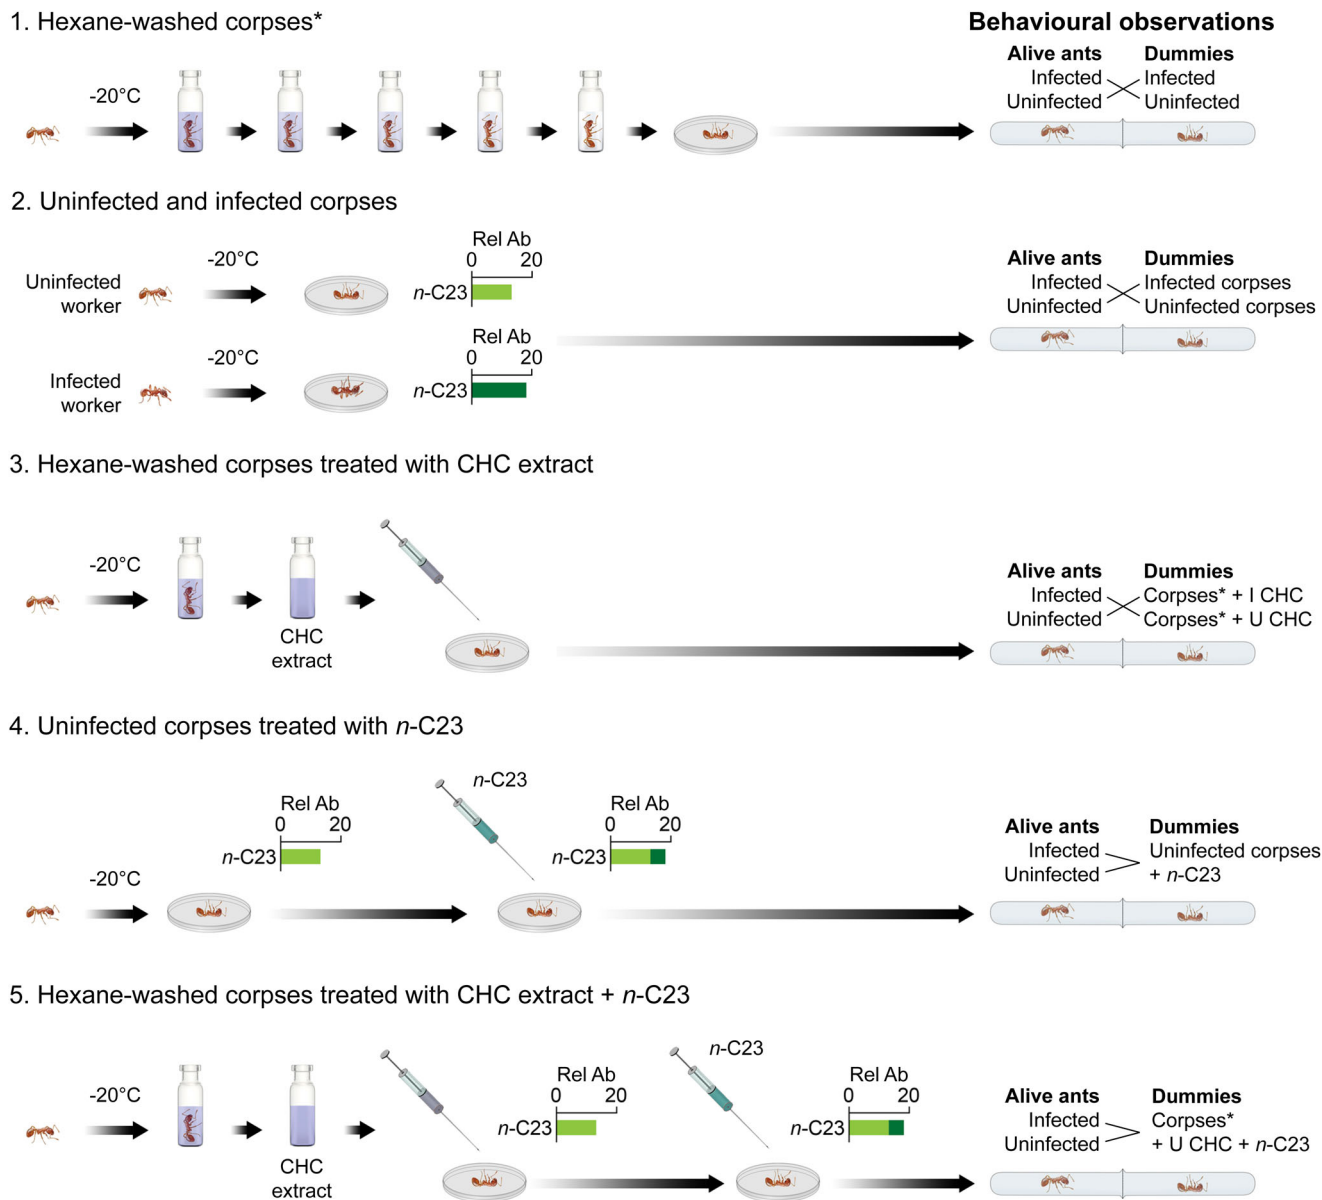 1. Hexane-washed corpses*
Behavioural observations
Alive ants Dummies
Infected Infected
Uninfected Uninfected
-20°C
2. Uninfected and infected corpses
Rel Ab
0 20
-20°C
Uninfected
worker
n-C23
Rel Ab
0 20
-20°C
Infected
worker
n-C23
Alive ants Dummies
Infected Infected corpses
Uninfected Uninfected corpses
3. Hexane-washed corpses treated with CHC extract
-20°C
CHC
extract
Alive ants Dummies
Infected Corpses* + I CHC
Uninfected Corpses* + U CHC
4. Uninfected corpses treated with n-C23
-20°C
Rel Ab
0 20
n-C23
n-C23
Rel Ab
0 20
n-C23
Alive ants Dummies
Infected Uninfected corpses
Uninfected + n-C23
5. Hexane-washed corpses treated with CHC extract + n-C23
-20°C
CHC
extract
Rel Ab
0 20
n-C23
n-C23
Rel Ab
0 20
n-C23
Alive ants Dummies
Infected Corpses*
Uninfected + U CHC + n-C23